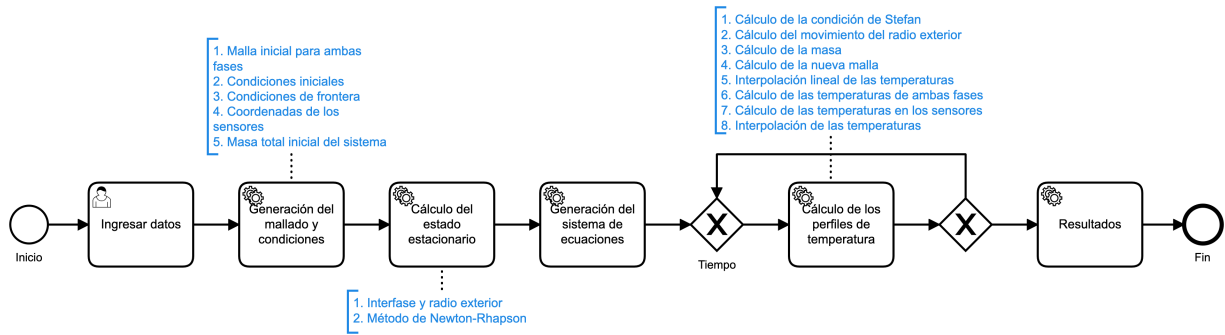 1. Malla inicial para ambas
fases
2. Condiciones iniciales
3. Condiciones de frontera
4. Coordenadas de los
sensores
5. Masa total inicial del sistema
1. Cálculo de la condición de Stefan
2. Cálculo del movimiento del radio exterior
3. Cálculo de la masa
4. Cálculo de la nueva malla
5. Interpolación lineal de las temperaturas
6. Cálculo de las temperaturas de ambas fases
7. Cálculo de las temperaturas en los sensores
8. Interpolación de las temperaturas
Inicio
Ingresar datos
Generación del
mallado y
condiciones
Cálculo del
estado
estacionario
Generación del
sistema de
ecuaciones
Tiempo
Cálculo de los
perfiles de
temperatura
Resultados
Fin
1. Interfase y radio exterior
2. Método de Newton-Rhapson